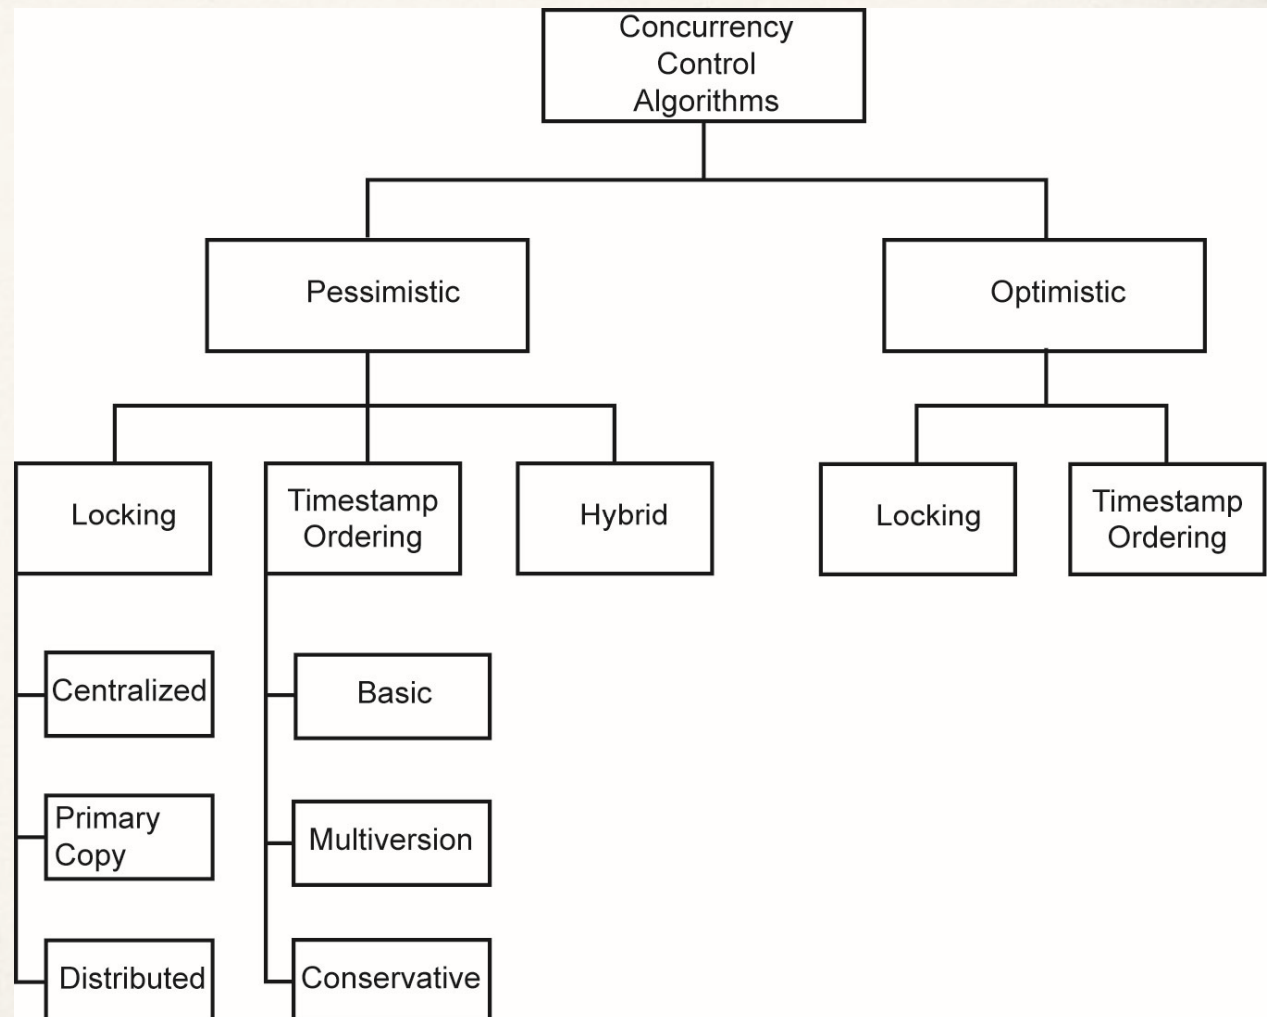 Concurrency
Control
Algorithms
Pessimistic
Optimistic
Locking
Timestamp
Ordering
Hybrid
Locking
Timestamp
Ordering
Centralized
Basic
Primary
Copy
Multiversion
Distributed
Conservative